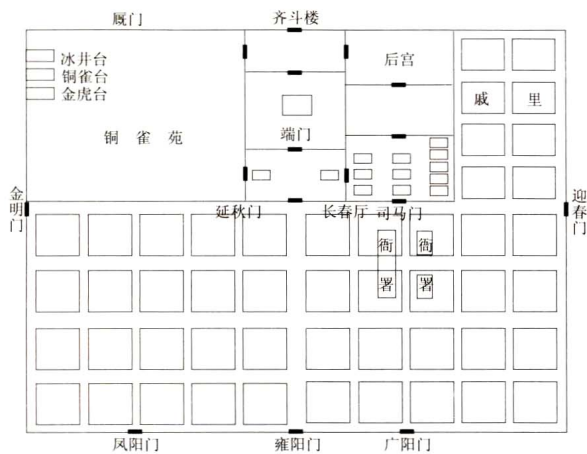 厩门
齐斗楼
冰井台
铜雀台
金虎台
后宫
戚 里
铜 雀 苑
端门
金明门
迎春门
延秋门
长春厅
司马门
衙 衙
署 署
凤阳门
雍阳门
广阳门